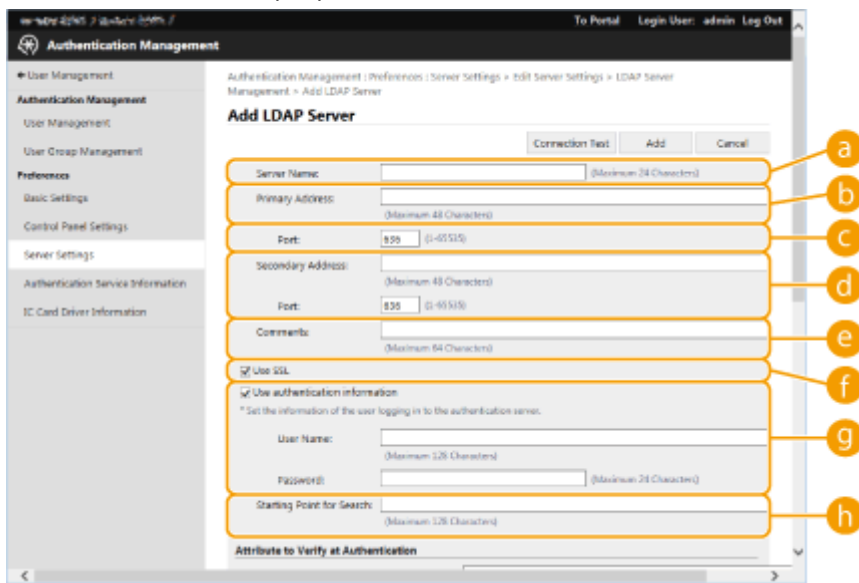 To Portal Login User: admin Log Out
Authentication Management
User Management
Authentication Management : Preferences : Server Settings > Edit Server Settings > LDAP Server
Management > Add LDAP Server
Authentication Management
User Management
User Group Management
Preferences
Basic Settings
Control Panel Settings
Server Settings
Authentication Service Information
IC Card Driver Information
Add LDAP Server
Connection Test Add Cancel
Server Name: (Maximum 24 Characters) a
Primary Address: b
(Maximum 48 Characters)
Port: 636 (1-65535) c
Secondary Address:
(Maximum 48 Characters) d
Port: 636 (1-65535)
Comments: e
(Maximum 64 Characters)
Use SSL f
Use authentication information
* Set the information of the user logging in to the authentication server.
User Name: g
(Maximum 128 Characters)
Password: (Maximum 24 Characters)
Starting Point for Search: h
(Maximum 128 Characters)
Attribute to Verify at Authentication